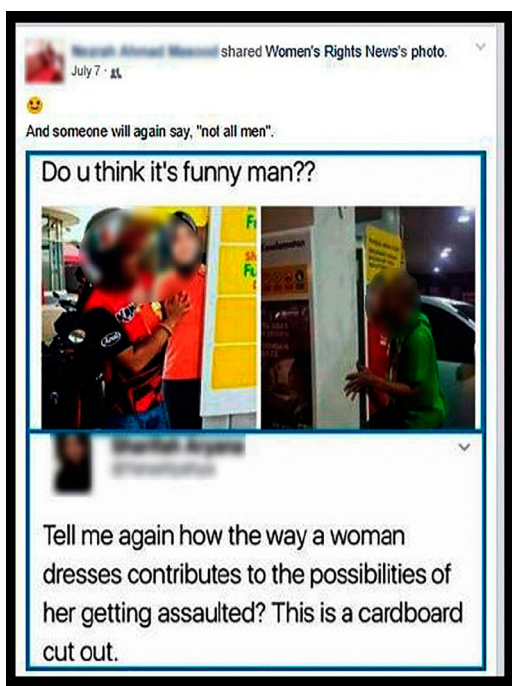 shared Women's Rights News's photo.
July 7 ·
And someone will again say, "not all men".
Do u think it's funny man??
Tell me again how the way a woman
dresses contributes to the possibilities of
her getting assaulted? This is a cardboard
cut out.